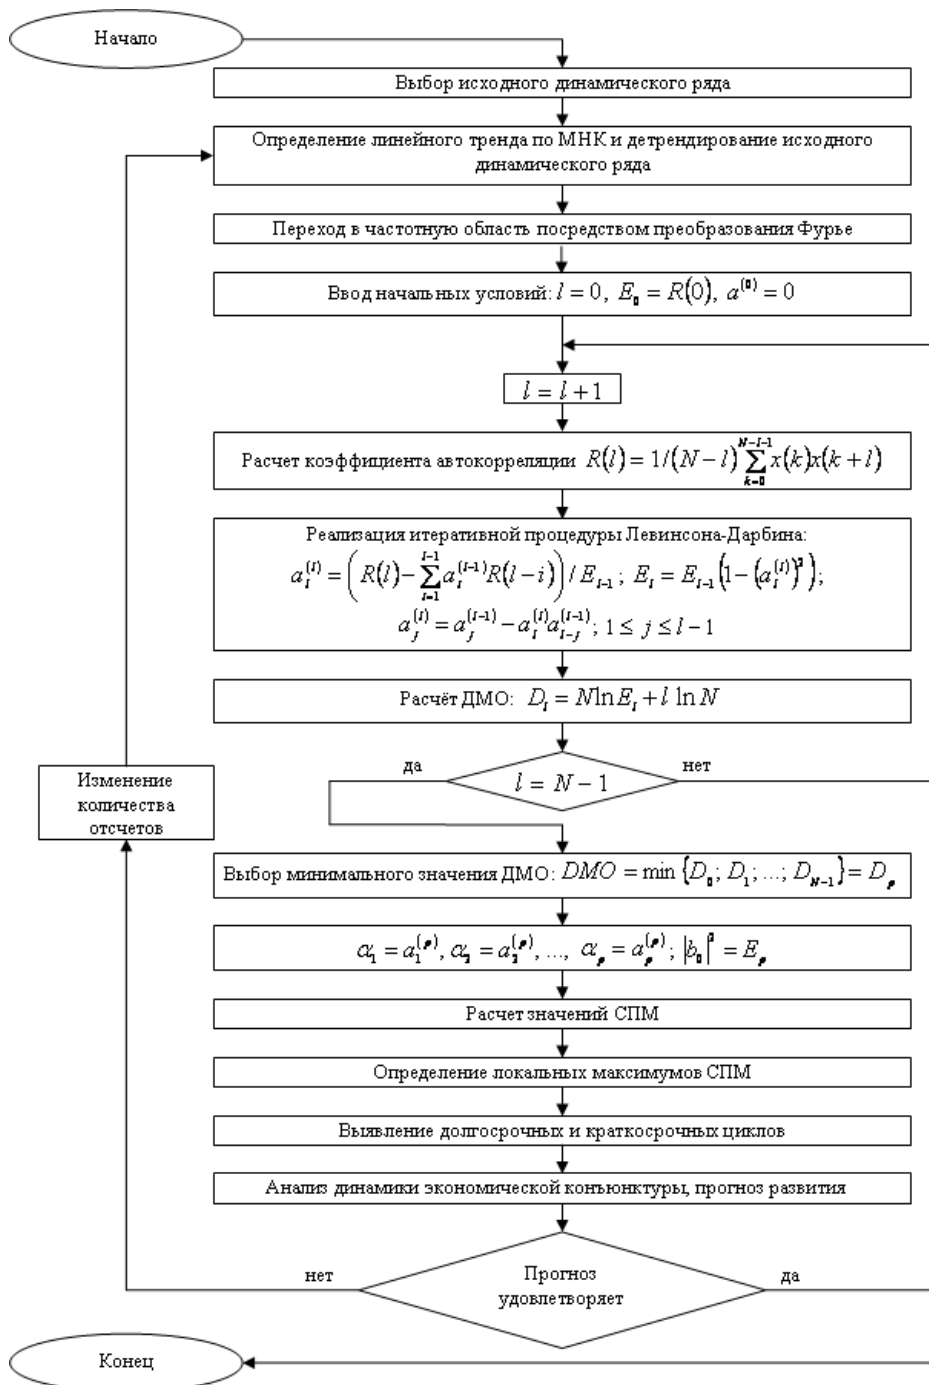 Начало
Выбор исходного динамического ряда
Определение линейного тренда по МНК и детрендирование исходного
динамического ряда
Переход в частотную область посредством преобразования Фурье
Ввод начальных условий: l = 0, E₀ = R(0), a⁽⁰⁾ = 0
l = l + 1
Расчет коэффициента автокорреляции R(l) = 1/(N − l) ∑_{k=0}^{N−l−1} x(k)x(k + l)
Реализация итеративной процедуры Левинсона-Дарбина:
a_l^{(l)} = (R(l) − ∑_{i=1}^{l−1} a_i^{(l−1)} R(l − i)) / E_{l−1}; E_l = E_{l−1}(1 − (a_l^{(l)})²);
a_j^{(l)} = a_j^{(l−1)} − a_l^{(l)} a_{l−j}^{(l−1)}; 1 ≤ j ≤ l − 1
Расчёт ДМО: D_l = N ln E_l + l ln N
да
l = N − 1
нет
Изменение
количества
отсчетов
Выбор минимального значения ДМО: DMO = min {D₀; D₁; ...; D_{N−1}} = D_p
α₁ = a₁^{(p)}, α₂ = a₂^{(p)}, ..., α_p = a_p^{(p)}; |b₀|² = E_p
Расчет значений СПМ
Определение локальных максимумов СПМ
Выявление долгосрочных и краткосрочных циклов
Анализ динамики экономической конъюнктуры, прогноз развития
нет
Прогноз
удовлетворяет
да
Конец